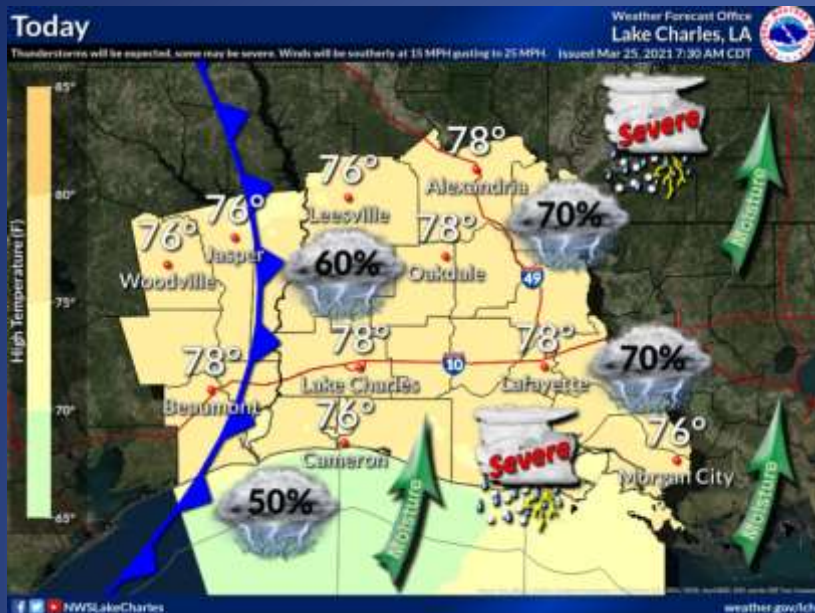 Today
Weather Forecast Office
Lake Charles, LA
Thunderstorms will be expected, some may be severe. Winds will be southerly at 15 MPH gusting to 25 MPH.
Issued Mar 25, 2021 7:30 AM CDT
85°
80°
75°
70°
65°
High Temperature (F)
Severe
Moisture
78°
Alexandria
76°
Leesville
76°
Jasper
76°
Woodville
70%
78°
Oakdale
60%
49
78°
Beaumont
78°
Lake Charles
10
78°
Lafayette
70%
76°
Cameron
Severe
76°
Morgan City
50%
Moisture
Moisture
NWSLakeCharles
weather.gov/lch